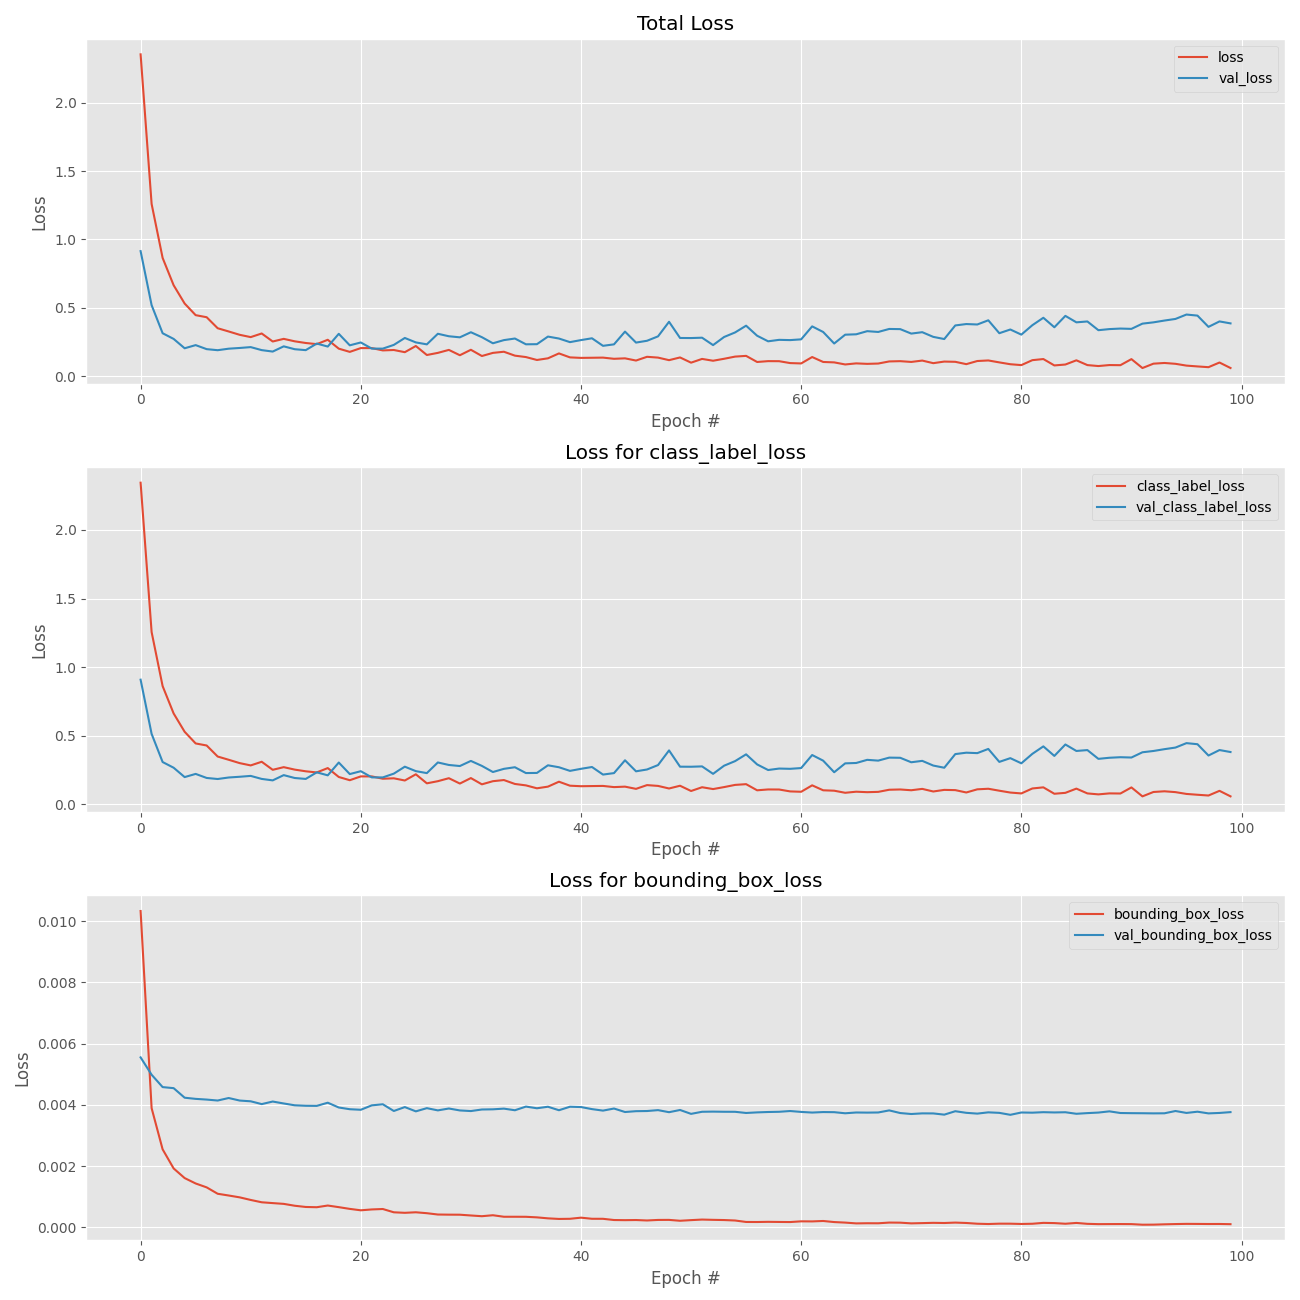 Total Loss
loss
val_loss
2.0
1.5
1.0
0.5
0.0
Loss
0 20 40 60 80 100
Epoch #
Loss for class_label_loss
class_label_loss
val_class_label_loss
2.0
1.5
1.0
0.5
0.0
Loss
0 20 40 60 80 100
Epoch #
Loss for bounding_box_loss
bounding_box_loss
val_bounding_box_loss
0.010
0.008
0.006
0.004
0.002
0.000
Loss
0 20 40 60 80 100
Epoch #